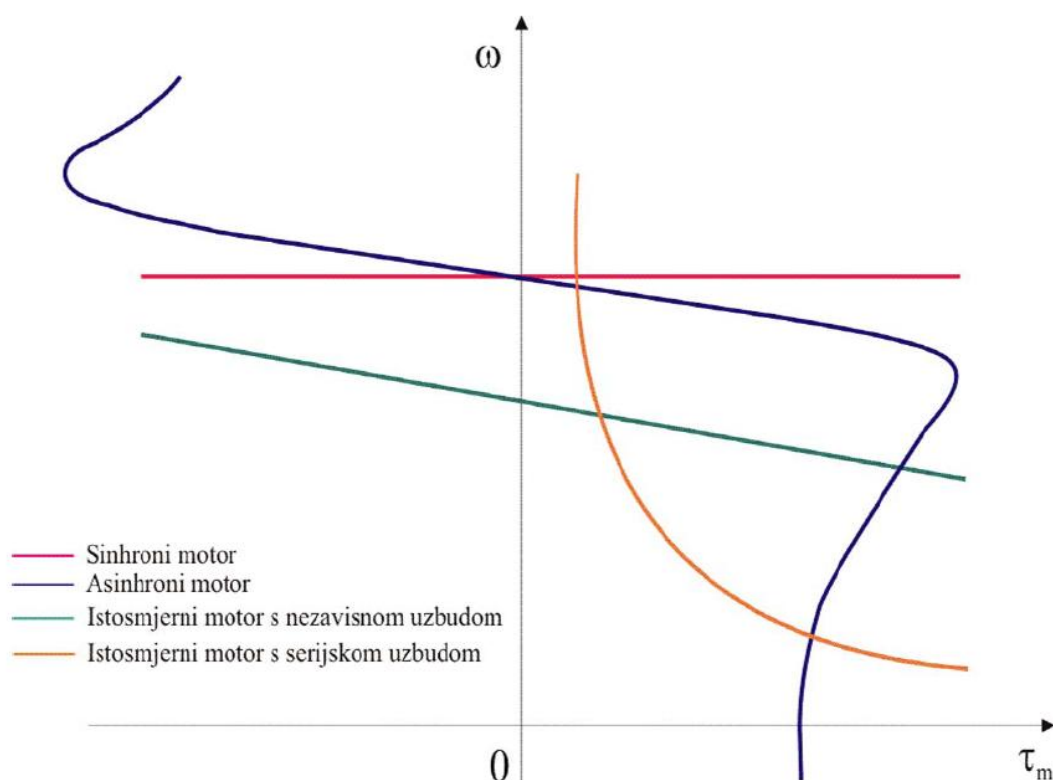 ω
Sinhroni motor
Asinhroni motor
Istosmjerni motor s nezavisnom uzbudom
Istosmjerni motor s serijskom uzbudom
0
τm